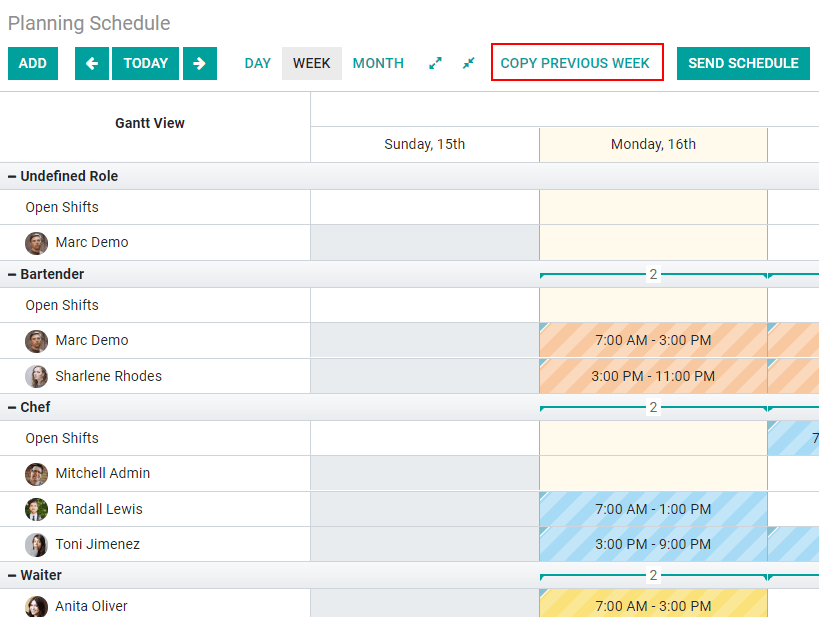 Planning Schedule
ADD TODAY DAY WEEK MONTH COPY PREVIOUS WEEK SEND SCHEDULE
Gantt View
Sunday, 15th Monday, 16th
Undefined Role
Open Shifts
Marc Demo
Bartender 2
Open Shifts
Marc Demo 7:00 AM - 3:00 PM
Sharlene Rhodes 3:00 PM - 11:00 PM
Chef 2
Open Shifts 7
Mitchell Admin
Randall Lewis 7:00 AM - 1:00 PM
Toni Jimenez 3:00 PM - 9:00 PM
Waiter 2
Anita Oliver 7:00 AM - 3:00 PM